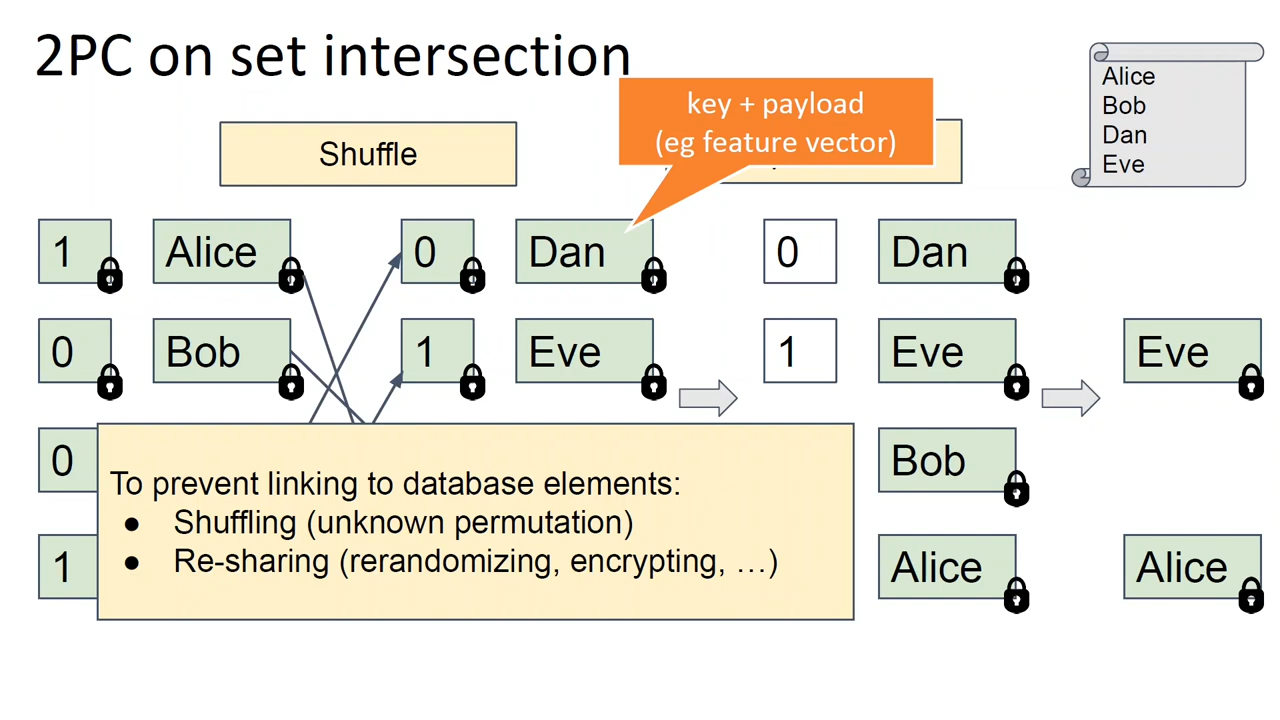 2PC on set intersection
Alice
Bob
Dan
Eve
key + payload
(eg feature vector)
Shuffle
1 Alice 0 Dan 0 Dan
0 Bob 1 Eve 1 Eve Eve
0 Bob
To prevent linking to database elements:
● Shuffling (unknown permutation)
● Re-sharing (rerandomizing, encrypting, …)
1 Alice Alice